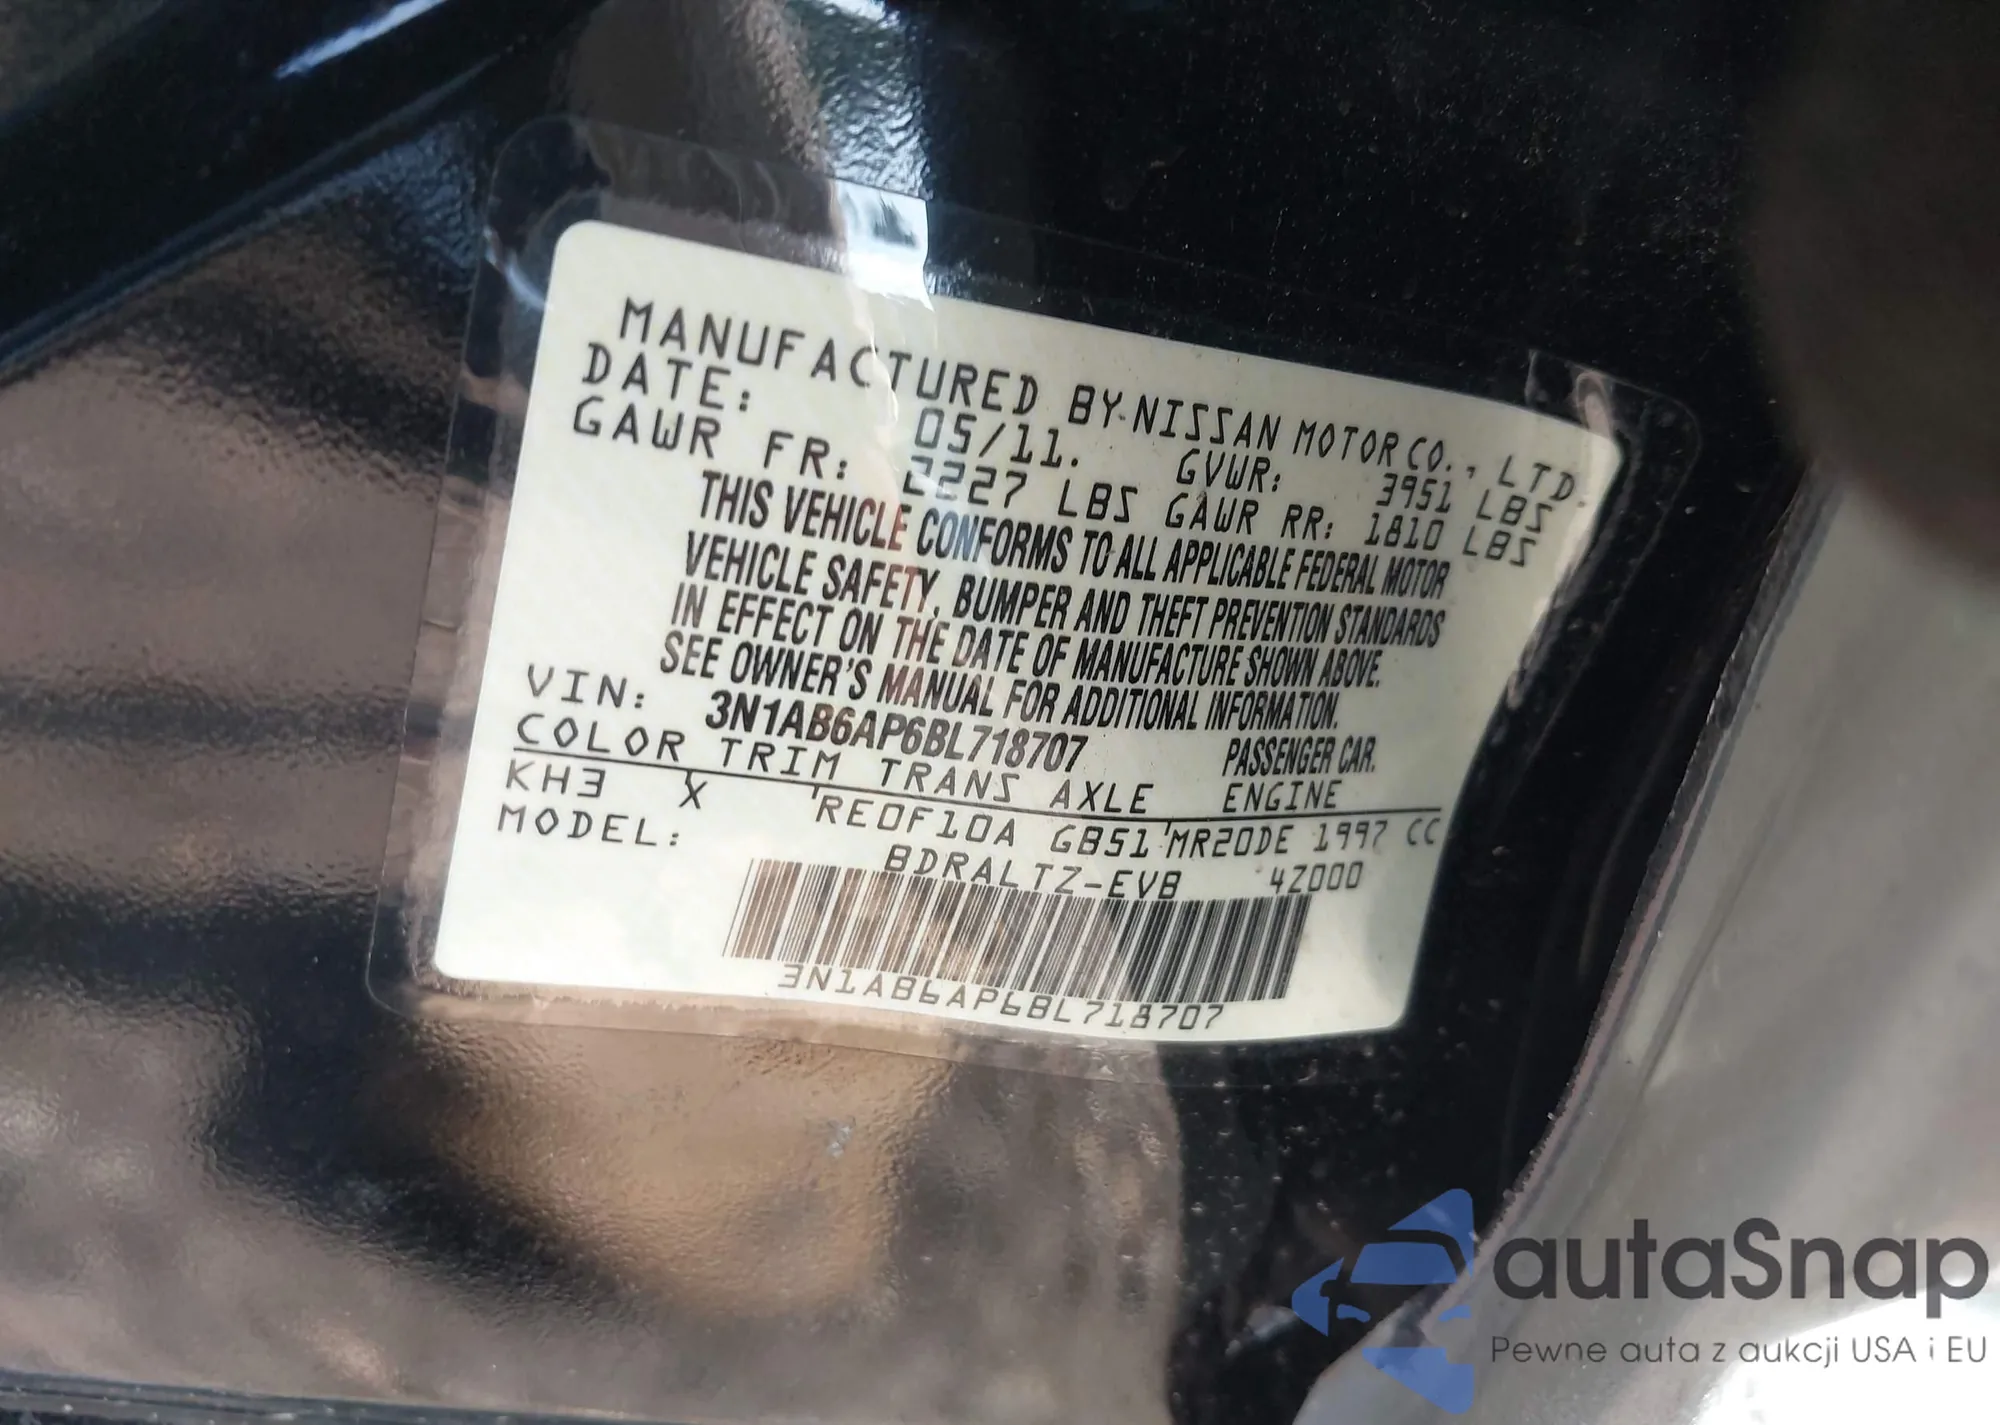 MANUFACTURED BY NISSAN MOTOR CO., LTD.
DATE: 05/11. GVWR: 3951 LBS
GAWR FR: 2227 LBS GAWR RR: 1810 LBS
THIS VEHICLE CONFORMS TO ALL APPLICABLE FEDERAL MOTOR
VEHICLE SAFETY, BUMPER AND THEFT PREVENTION STANDARDS
IN EFFECT ON THE DATE OF MANUFACTURE SHOWN ABOVE.
SEE OWNER'S MANUAL FOR ADDITIONAL INFORMATION.
VIN: 3N1AB6AP6BL718707 PASSENGER CAR.
COLOR TRIM TRANS AXLE ENGINE
KH3 X RE0F10A GB51 MR20DE 1997 CC
MODEL: BDRALTZ-EVB 4Z000
3N1AB6AP6BL718707
autaSnap
Pewne auta z aukcji USA i EU